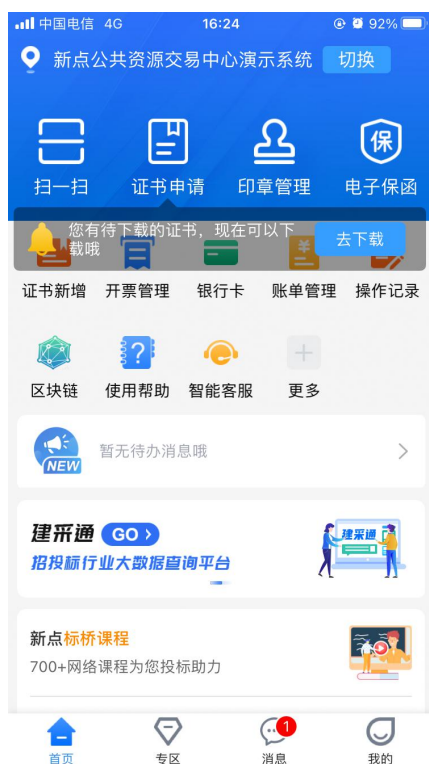 中国电信 4G 16:24 92%
新点公共资源交易中心演示系统 切换
保
扫一扫 证书申请 印章管理 电子保函
您有待下载的证书，现在可以下
载哦
去下载
¥
证书新增 开票管理 银行卡 账单管理 操作记录
?
区块链 使用帮助 智能客服 更多
NEW
暂无待办消息哦
建采通 GO
招投标行业大数据查询平台
建采通
新点标桥课程
700+网络课程为您投标助力
1
首页 专区 消息 我的